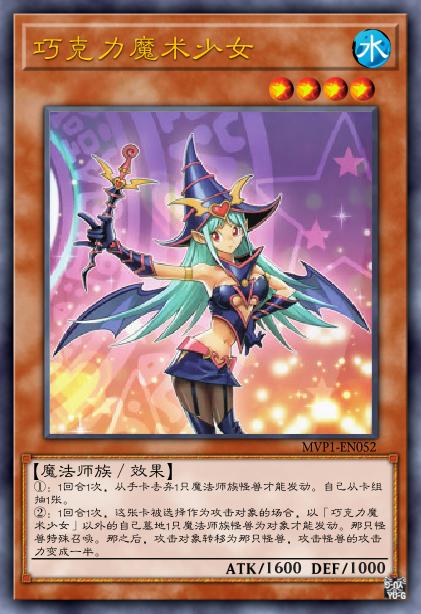 巧克力魔术少女
水
MVP1-EN052
【魔法师族／效果】
①：1回合1次，从手卡丢弃1只魔法师族怪兽才能发动。自己从卡组
抽1张。
②：1回合1次，这张卡被选择作为攻击对象的场合，以「巧克力魔
术少女」以外的自己墓地1只魔法师族怪兽为对象才能发动。那只怪
兽特殊召唤。那之后，攻击对象转移为那只怪兽，攻击怪兽的攻击
力变成一半。
ATK/1600 DEF/1000